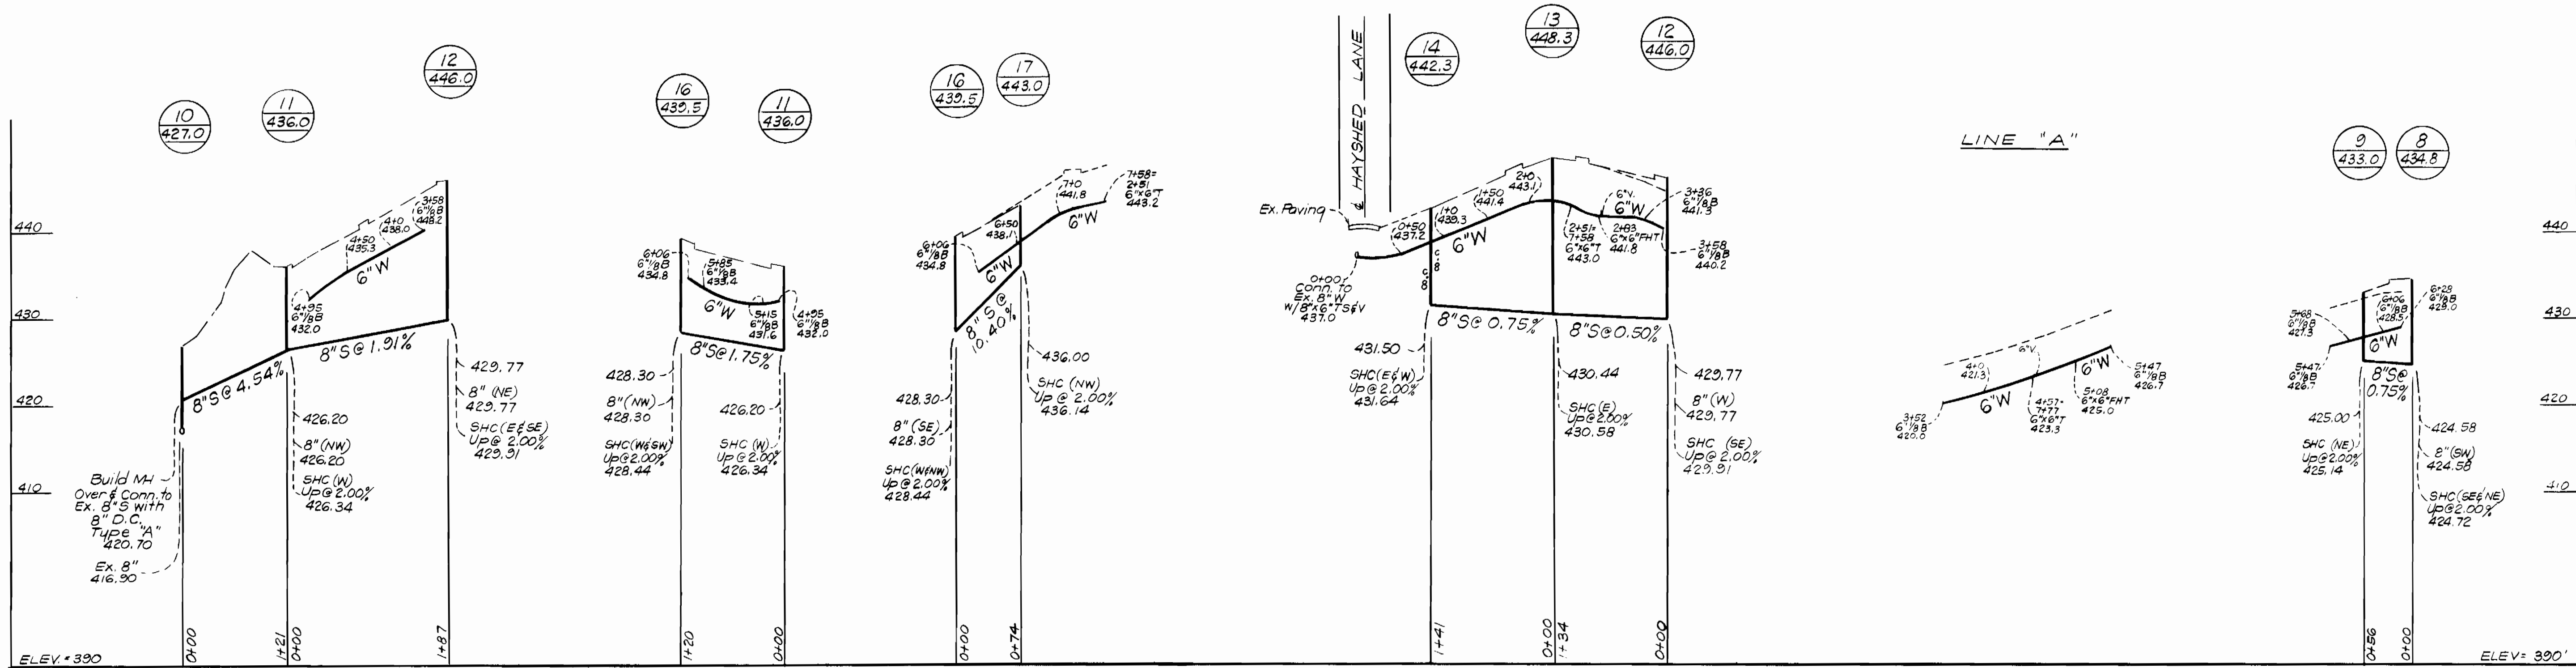 10
427.0
11
436.0
12
446.0
440
430
420
410
4+95
6"1/8B
432.0
4+50
435.3
4+0
438.0
3+58
6"1/8B
6"W
8"S@ 4.54%
8"S@ 1.91%
Build MH
Over & Conn. to
Ex. 8"S with
8" D.C.
Type "A"
420.70
Ex. 8"
416.90
426.20
8"(NW)
426.20
SHC (W)
Up@ 2.00%
426.34
429.77
8" (NE)
429.77
SHC(E&SE)
Up@ 2.00%
429.91
0+00
1+21
0+00
1+87
ELEV.=390
16
439.5
11
436.0
6+06
6"1/8B
434.8
5+85
6"1/8B
433.4
6"W
5+15
6"1/8B
431.6
4+95
6"1/8B
432.0
8"S@ 1.75%
428.30
8"(NW)
428.30
SHC(W&SW)
Up@2.00%
428.44
426.20
SHC (W)
Up@ 2.00%
426.34
1+20
0+00
16
439.5
17
443.0
6+06
6"1/8B
434.8
6+50
438.1
7+0
441.8
7+58=
2+51
6"x6"T
443.2
6"W
6"W
8"S@
10.40%
428.30
8" (SE)
428.30
SHC(W&NW)
Up@ 2.00%
428.44
436.00
SHC (NW)
Up@ 2.00%
436.14
0+00
0+74
℄ HAYSHED LANE
14
442.3
13
448.3
12
446.0
Ex. Paving
0+00
Conn. to
Ex. 8"W
W/8"x6"TS&V
437.0
0+50
437.2
1+0
439.3
1+50
441.4
2+0
443.1
6"W
C.
8
C.
8
2+51=
7+58
6"x6"T
443.0
6"V.
6"W
2+83
6"x6"FHT
441.8
3+36
6"1/8B
441.3
3+58
6"1/8B
440.2
8"S@ 0.75%
8"S@0.50%
431.50
SHC(E&W)
Up@ 2.00%
431.64
430.44
SHC(E)
Up@2.00%
430.58
429.77
8"(W)
429.77
SHC (SE)
Up@ 2.00%
429.91
1+41
0+00
1+34
0+00
LINE "A"
3+52
6"1/8B
420.0
4+0
421.3
6"W
6"V.
4+57=
7+77
6"x6"T
423.3
5+08
6"x6"FHT
425.0
6"W
5+47
6"1/8B
426.7
9
433.0
8
434.8
5+47
6"1/8B
426.7
5+68
6"1/8B
427.3
6+06
6"1/8B
428.5
6+28
6"1/8B
429.0
6"W
8"S@
0.75%
425.00
SHC (NE)
Up@2.00%
425.14
424.58
8"(SW)
424.58
SHC(SE&NE)
Up@2.00%
424.72
0+56
0+00
440
430
420
410
ELEV= 390'